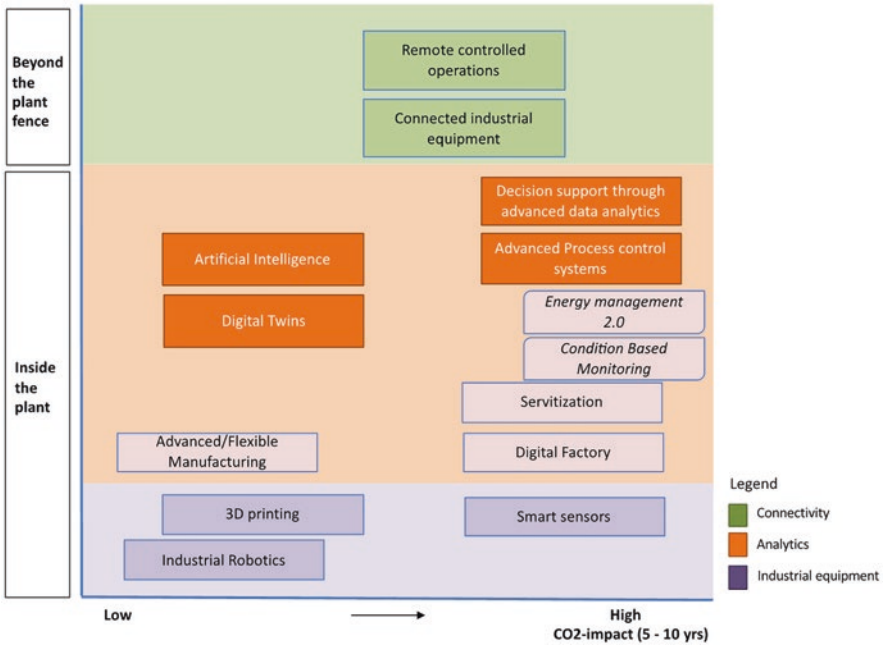 Beyond
the
plant
fence
Remote controlled
operations
Connected industrial
equipment
Inside
the
plant
Decision support through
advanced data analytics
Artificial Intelligence
Advanced Process control
systems
Digital Twins
Energy management
2.0
Condition Based
Monitoring
Servitization
Advanced/Flexible
Manufacturing
Digital Factory
3D printing
Smart sensors
Industrial Robotics
Legend
Connectivity
Analytics
Industrial equipment
Low
High
CO2-impact (5 - 10 yrs)